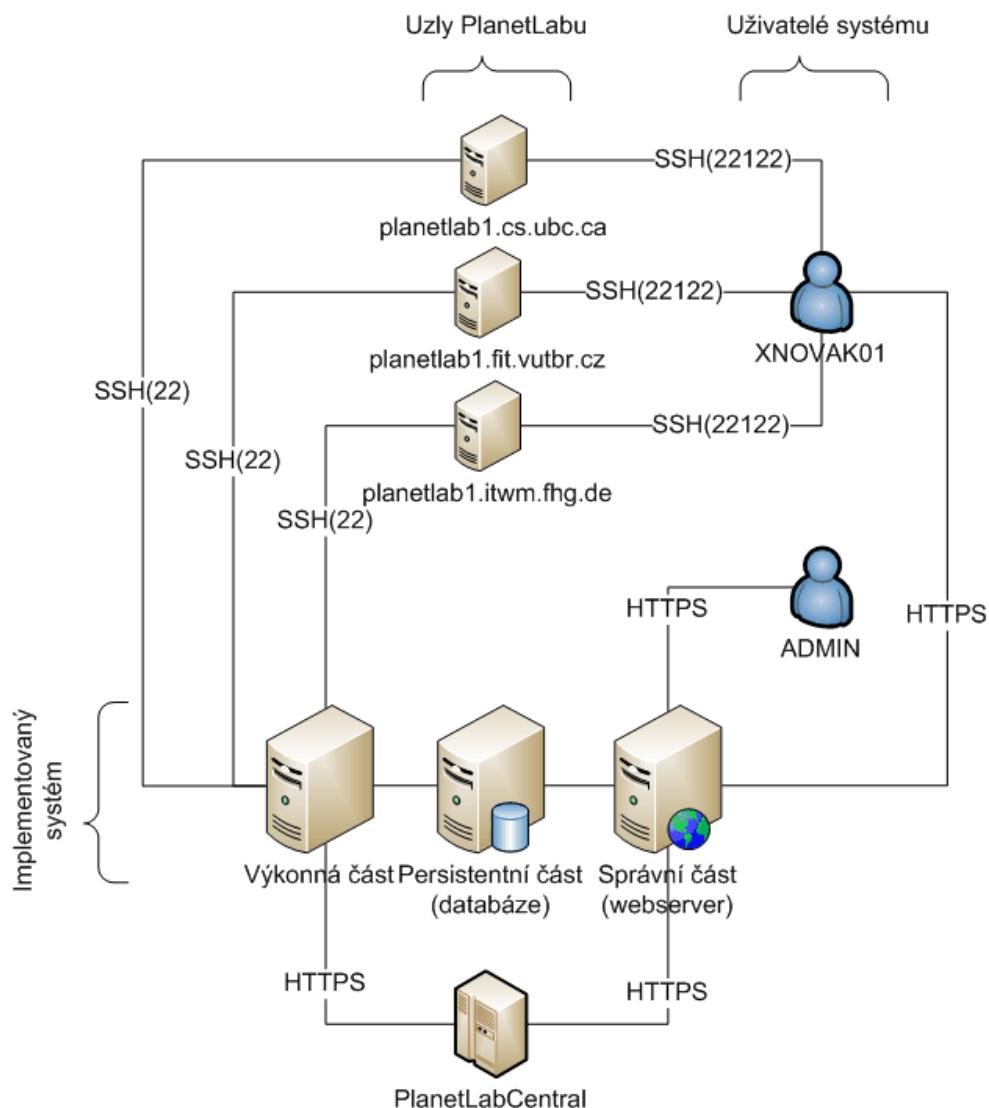 Uzly PlanetLabu
Uživatelé systému
SSH(22122)
planetlab1.cs.ubc.ca
SSH(22122)
planetlab1.fit.vutbr.cz
XNOVAK01
SSH(22)
SSH(22122)
SSH(22)
planetlab1.itwm.fhg.de
SSH(22)
HTTPS
HTTPS
ADMIN
Implementovaný
systém
Výkonná část
Persistentní část
(databáze)
Správní část
(webserver)
HTTPS
HTTPS
PlanetLabCentral